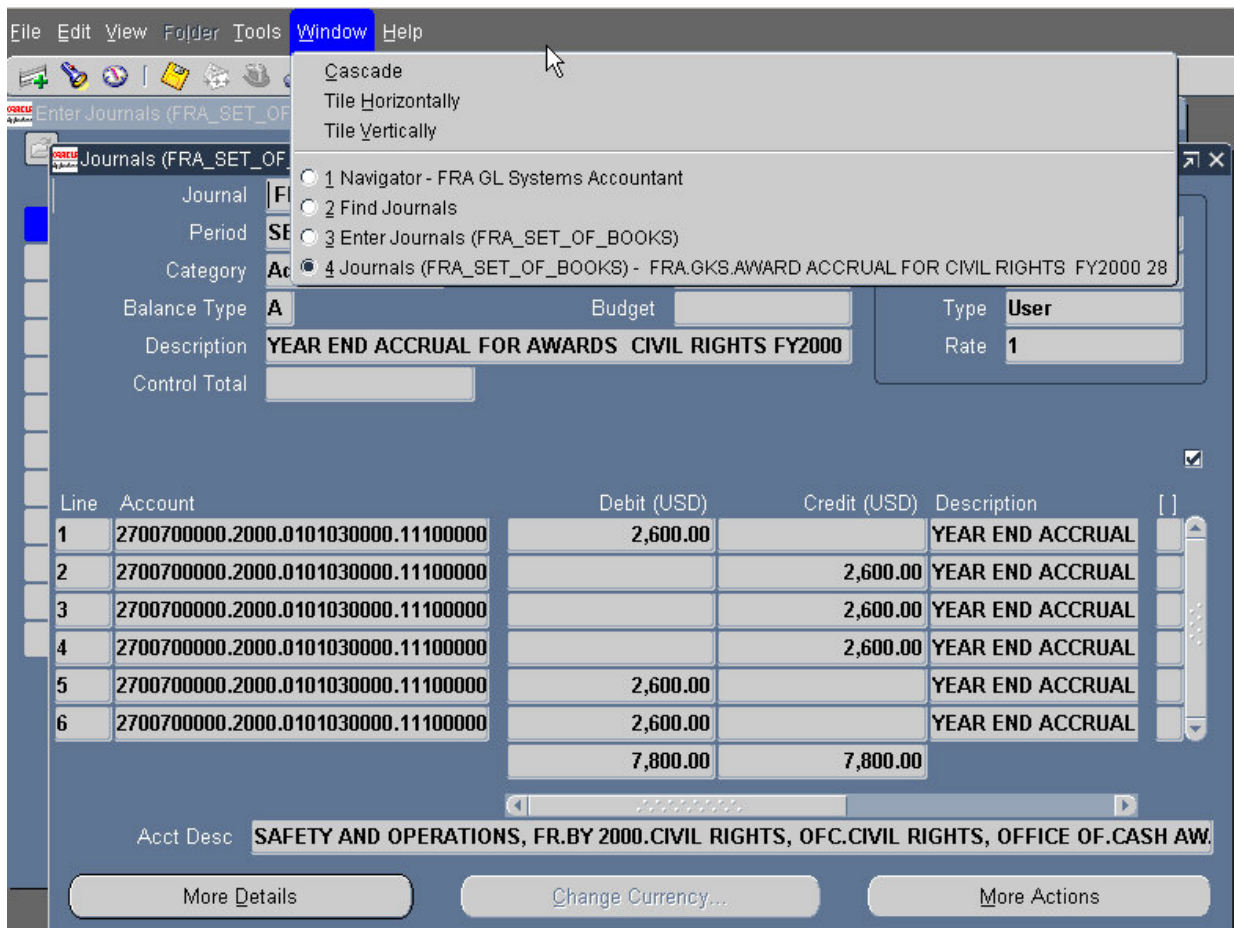 File Edit View Folder Tools Window Help
Cascade
Tile Horizontally
Tile Vertically
1 Navigator - FRA GL Systems Accountant
2 Find Journals
3 Enter Journals (FRA_SET_OF_BOOKS)
4 Journals (FRA_SET_OF_BOOKS) - FRA.GKS.AWARD ACCRUAL FOR CIVIL RIGHTS FY2000 28
Enter Journals (FRA_SET_OF
Journals (FRA_SET_OF
Journal
Period
Category
Balance Type A Budget Type User
Description YEAR END ACCRUAL FOR AWARDS CIVIL RIGHTS FY2000 Rate 1
Control Total
Line Account Debit (USD) Credit (USD) Description [ ]
1 2700700000.2000.0101030000.11100000 2,600.00 YEAR END ACCRUAL
2 2700700000.2000.0101030000.11100000 2,600.00 YEAR END ACCRUAL
3 2700700000.2000.0101030000.11100000 2,600.00 YEAR END ACCRUAL
4 2700700000.2000.0101030000.11100000 2,600.00 YEAR END ACCRUAL
5 2700700000.2000.0101030000.11100000 2,600.00 YEAR END ACCRUAL
6 2700700000.2000.0101030000.11100000 2,600.00 YEAR END ACCRUAL
7,800.00 7,800.00
Acct Desc SAFETY AND OPERATIONS, FR.BY 2000.CIVIL RIGHTS, OFC.CIVIL RIGHTS, OFFICE OF.CASH AW.
More Details Change Currency... More Actions